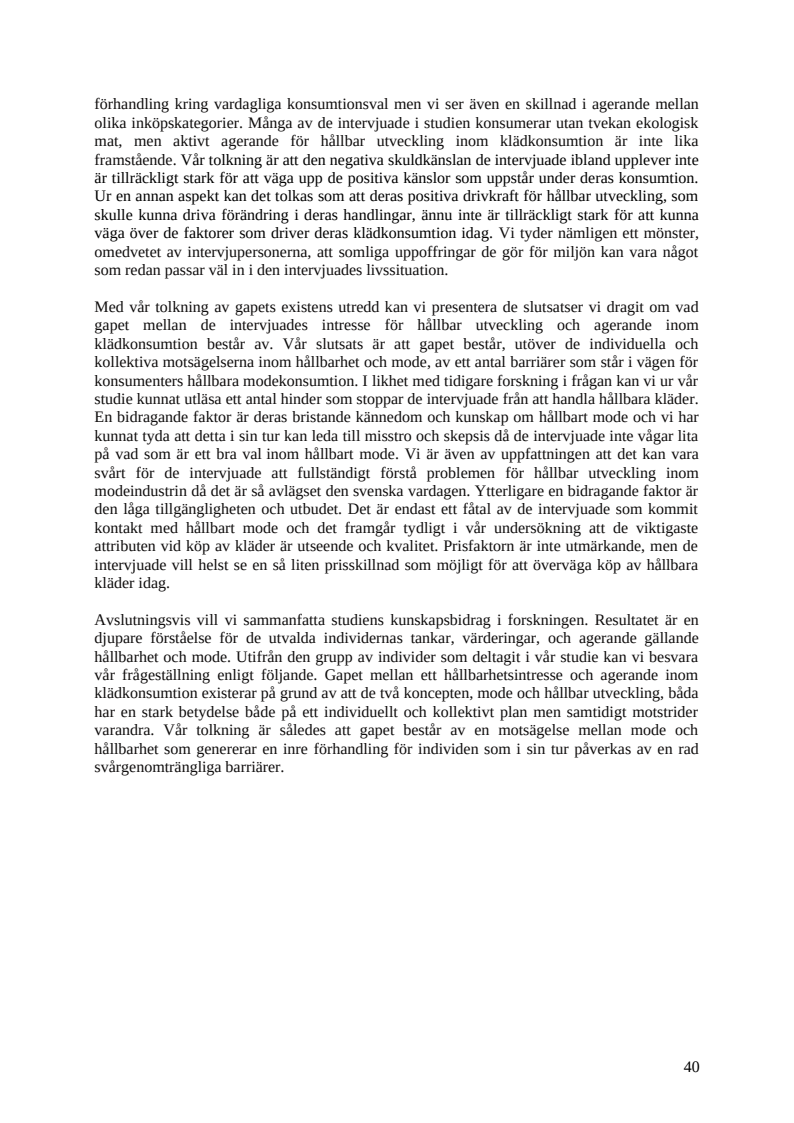 förhandling kring vardagliga konsumtionsval men vi ser även en skillnad i agerande mellan
olika inköpskategorier. Många av de intervjuade i studien konsumerar utan tvekan ekologisk
mat, men aktivt agerande för hållbar utveckling inom klädkonsumtion är inte lika
framstående. Vår tolkning är att den negativa skuldkänslan de intervjuade ibland upplever inte
är tillräckligt stark för att väga upp de positiva känslor som uppstår under deras konsumtion.
Ur en annan aspekt kan det tolkas som att deras positiva drivkraft för hållbar utveckling, som
skulle kunna driva förändring i deras handlingar, ännu inte är tillräckligt stark för att kunna
väga över de faktorer som driver deras klädkonsumtion idag. Vi tyder nämligen ett mönster,
omedvetet av intervjupersonerna, att somliga uppoffringar de gör för miljön kan vara något
som redan passar väl in i den intervjuades livssituation.
Med vår tolkning av gapets existens utredd kan vi presentera de slutsatser vi dragit om vad
gapet mellan de intervjuades intresse för hållbar utveckling och agerande inom
klädkonsumtion består av. Vår slutsats är att gapet består, utöver de individuella och
kollektiva motsägelserna inom hållbarhet och mode, av ett antal barriärer som står i vägen för
konsumenters hållbara modekonsumtion. I likhet med tidigare forskning i frågan kan vi ur vår
studie kunnat utläsa ett antal hinder som stoppar de intervjuade från att handla hållbara kläder.
En bidragande faktor är deras bristande kännedom och kunskap om hållbart mode och vi har
kunnat tyda att detta i sin tur kan leda till misstro och skepsis då de intervjuade inte vågar lita
på vad som är ett bra val inom hållbart mode. Vi är även av uppfattningen att det kan vara
svårt för de intervjuade att fullständigt förstå problemen för hållbar utveckling inom
modeindustrin då det är så avlägset den svenska vardagen. Ytterligare en bidragande faktor är
den låga tillgängligheten och utbudet. Det är endast ett fåtal av de intervjuade som kommit
kontakt med hållbart mode och det framgår tydligt i vår undersökning att de viktigaste
attributen vid köp av kläder är utseende och kvalitet. Prisfaktorn är inte utmärkande, men de
intervjuade vill helst se en så liten prisskillnad som möjligt för att överväga köp av hållbara
kläder idag.
Avslutningsvis vill vi sammanfatta studiens kunskapsbidrag i forskningen. Resultatet är en
djupare förståelse för de utvalda individernas tankar, värderingar, och agerande gällande
hållbarhet och mode. Utifrån den grupp av individer som deltagit i vår studie kan vi besvara
vår frågeställning enligt följande. Gapet mellan ett hållbarhetsintresse och agerande inom
klädkonsumtion existerar på grund av att de två koncepten, mode och hållbar utveckling, båda
har en stark betydelse både på ett individuellt och kollektivt plan men samtidigt motstrider
varandra. Vår tolkning är således att gapet består av en motsägelse mellan mode och
hållbarhet som genererar en inre förhandling för individen som i sin tur påverkas av en rad
svårgenomträngliga barriärer.
40